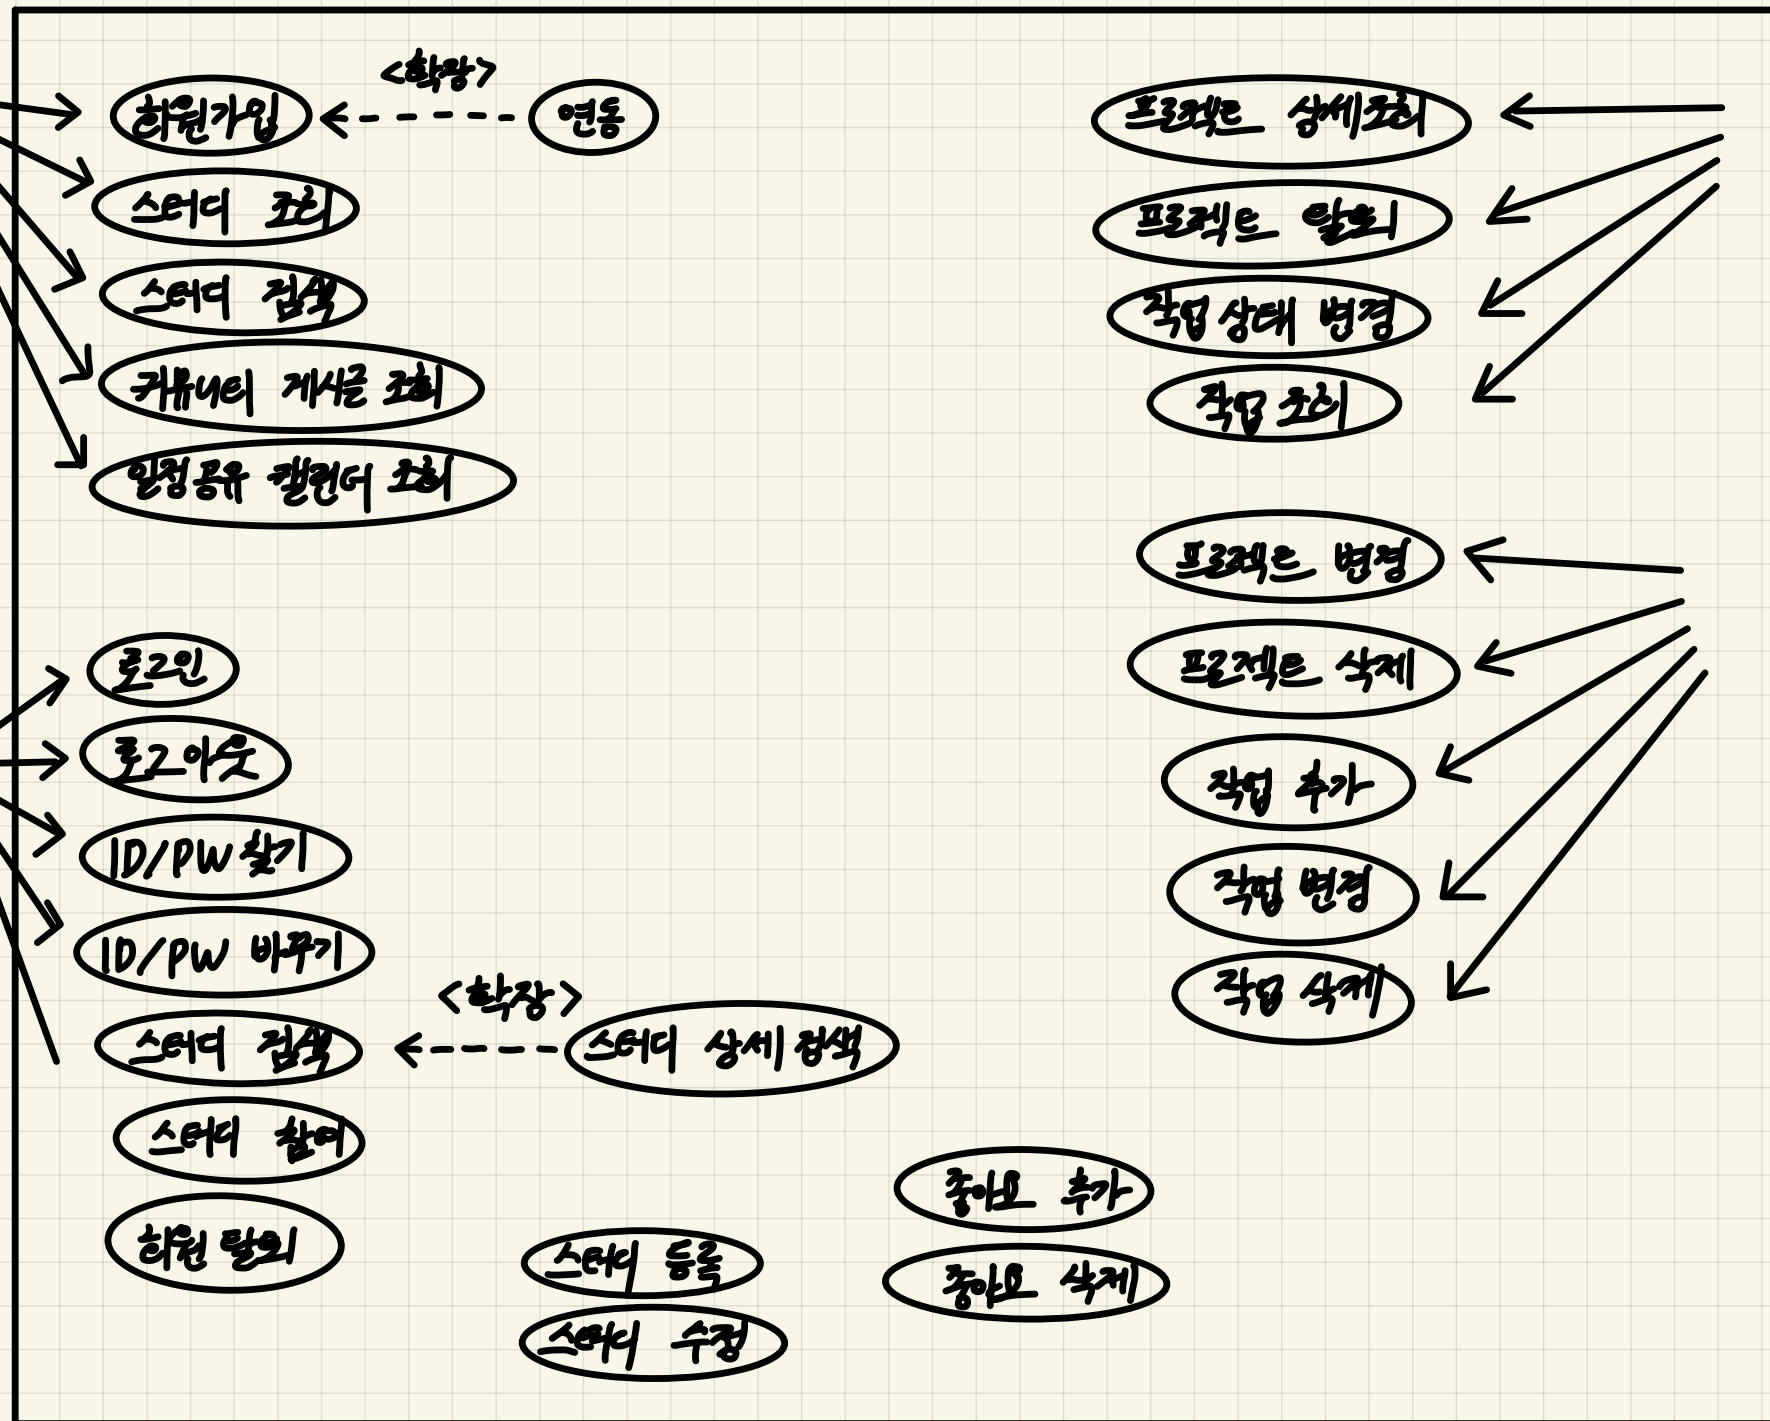 <확장>
회원가입
연동
스터디 조회
스터디 검색
커뮤니티 게시글 조회
일정공유 캘린더 조회
로그인
로그아웃
ID/PW 찾기
ID/PW 바꾸기
<확장>
스터디 검색
스터디 상세 검색
스터디 참여
회원 탈퇴
스터디 등록
스터디 수정
좋아요 추가
좋아요 삭제
프로젝트 상세조회
프로젝트 탈퇴
작업 상태 변경
작업 조회
프로젝트 변경
프로젝트 삭제
작업 추가
작업 변경
작업 삭제